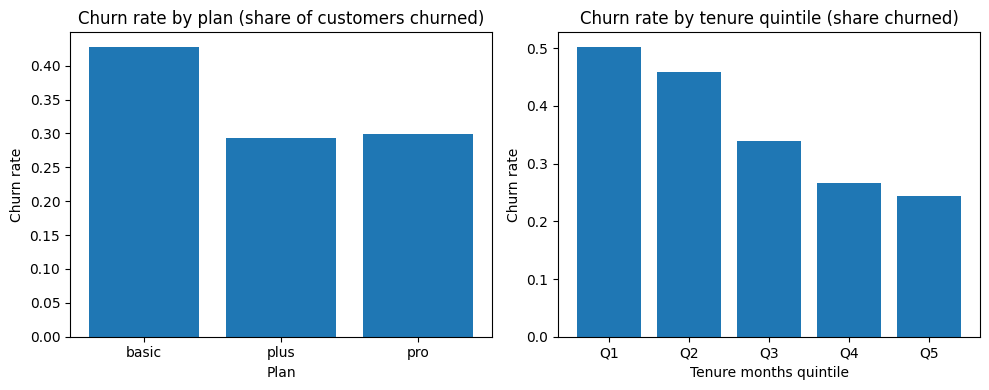 Churn rate by plan (share of customers churned)
Churn rate
0.40
0.35
0.30
0.25
0.20
0.15
0.10
0.05
0.00
basic plus pro
Plan
Churn rate by tenure quintile (share churned)
Churn rate
0.5
0.4
0.3
0.2
0.1
0.0
Q1 Q2 Q3 Q4 Q5
Tenure months quintile